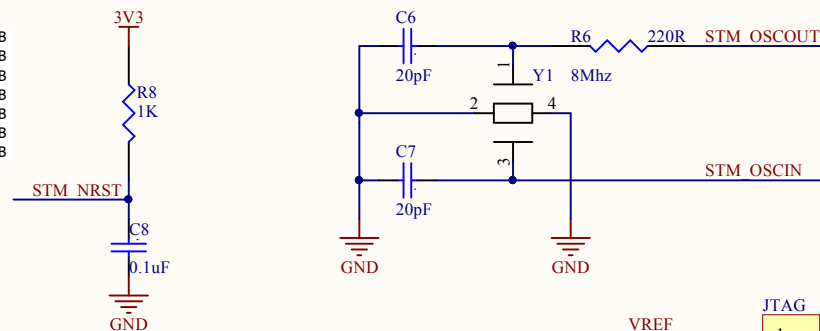 B
B
B
B
B
B
B
3V3
R8
1K
STM_NRST
C8
0.1uF
GND
C6
20pF
R6
220R
STM_OSCOUT
1
Y1
8Mhz
2
4
3
C7
20pF
STM_OSCIN
GND
GND
VREF
JTAG
1